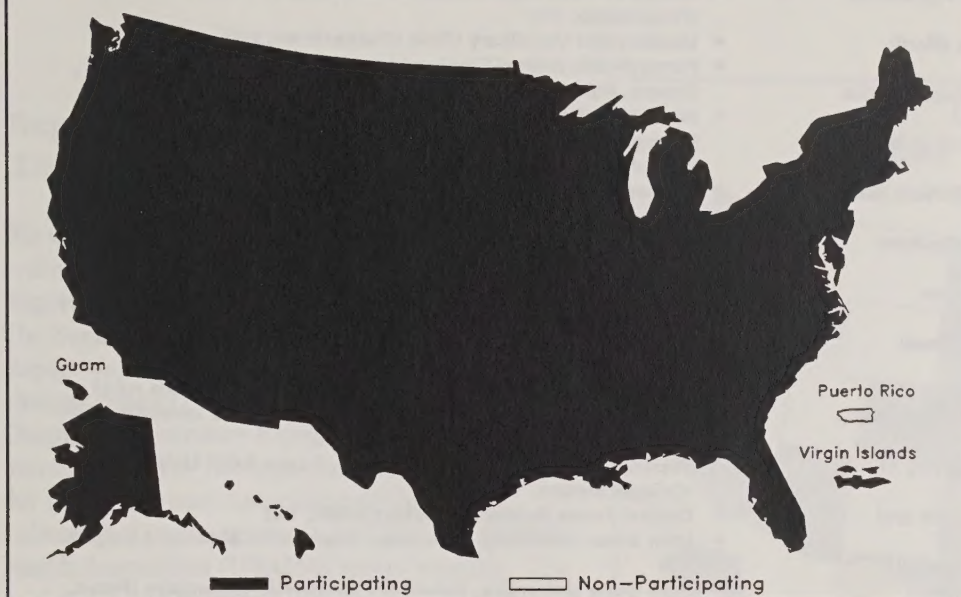 Guam
Puerto Rico
Virgin Islands
Participating
Non-Participating